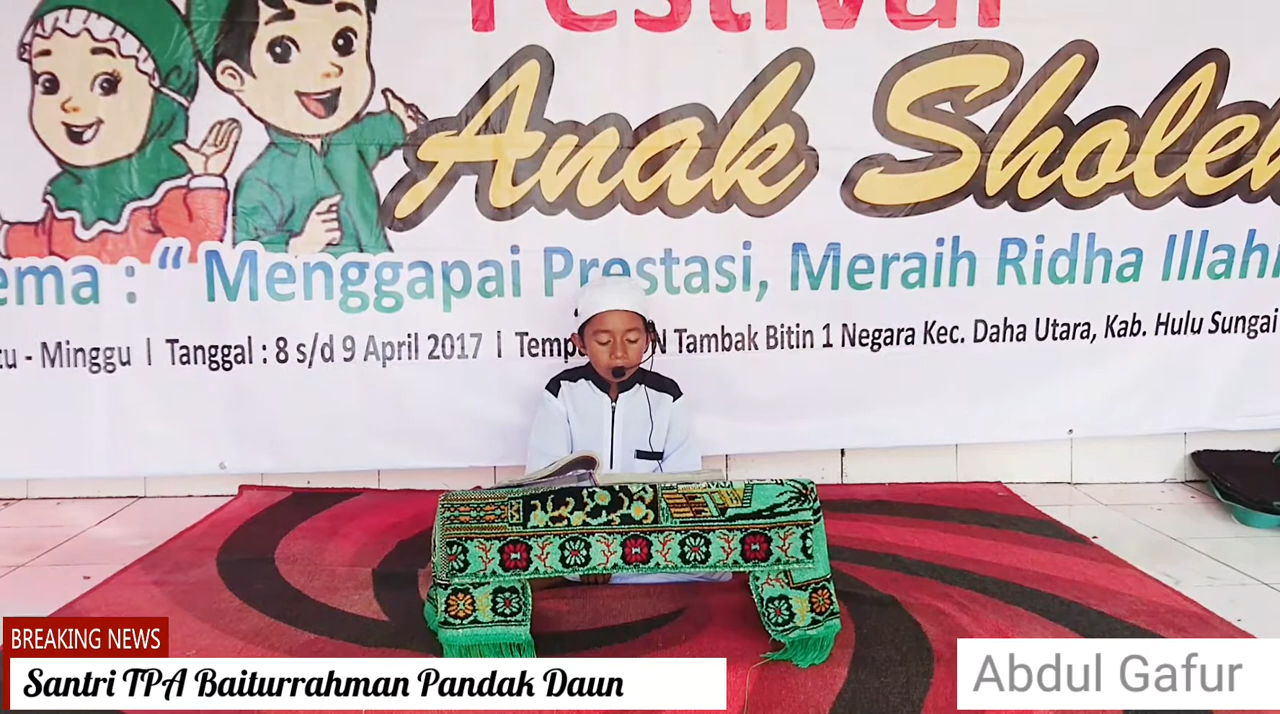 Festival
Anak Sholeh
ema : “ Menggapai Prestasi, Meraih Ridha Illahi
tu - Minggu I Tanggal : 8 s/d 9 April 2017 I Temp N Tambak Bitin 1 Negara Kec. Daha Utara, Kab. Hulu Sungai
BREAKING NEWS
Santri TPA Baiturrahman Pandak Daun
Abdul Gafur